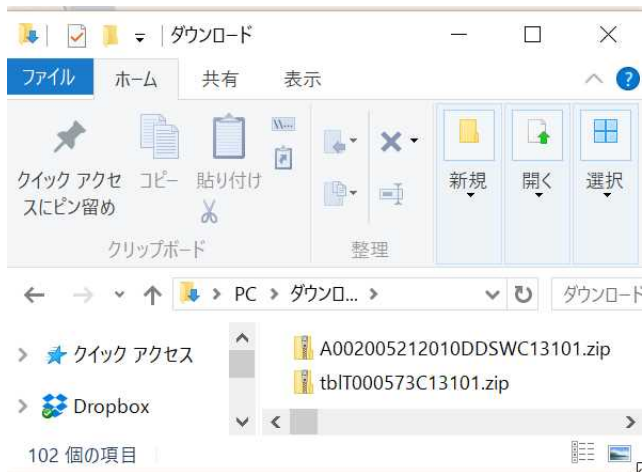 ダウンロード
ファイル ホーム 共有 表示
クイック アクセスにピン留め
コピー
貼り付け
新規
開く
選択
クリップボード
整理
PC ダウンロ...
ダウンロード
クイック アクセス
A002005212010DDSWC13101.zip
tblT000573C13101.zip
Dropbox
102 個の項目